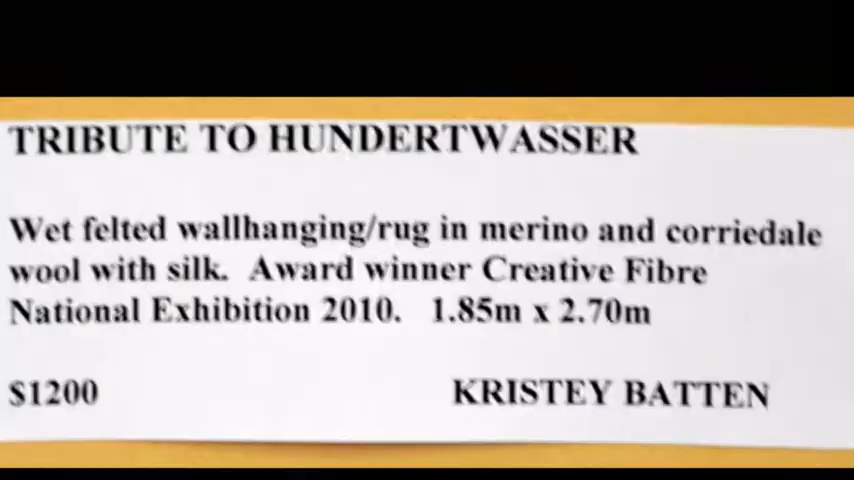 TRIBUTE TO HUNDERTWASSER
Wet felted wallhanging/rug in merino and corriedale
wool with silk. Award winner Creative Fibre
National Exhibition 2010. 1.85m x 2.70m
$1200 KRISTEY BATTEN